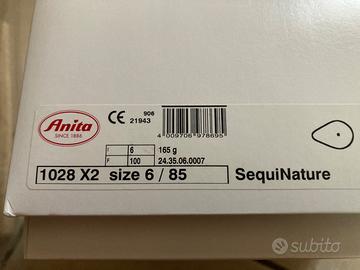 Anita
SINCE 1886
CE
906
21943
4 009706 978695
I 6 165 g
F 100 24.35.06.0007
1028 X2 size 6 / 85 SequiNature
subito